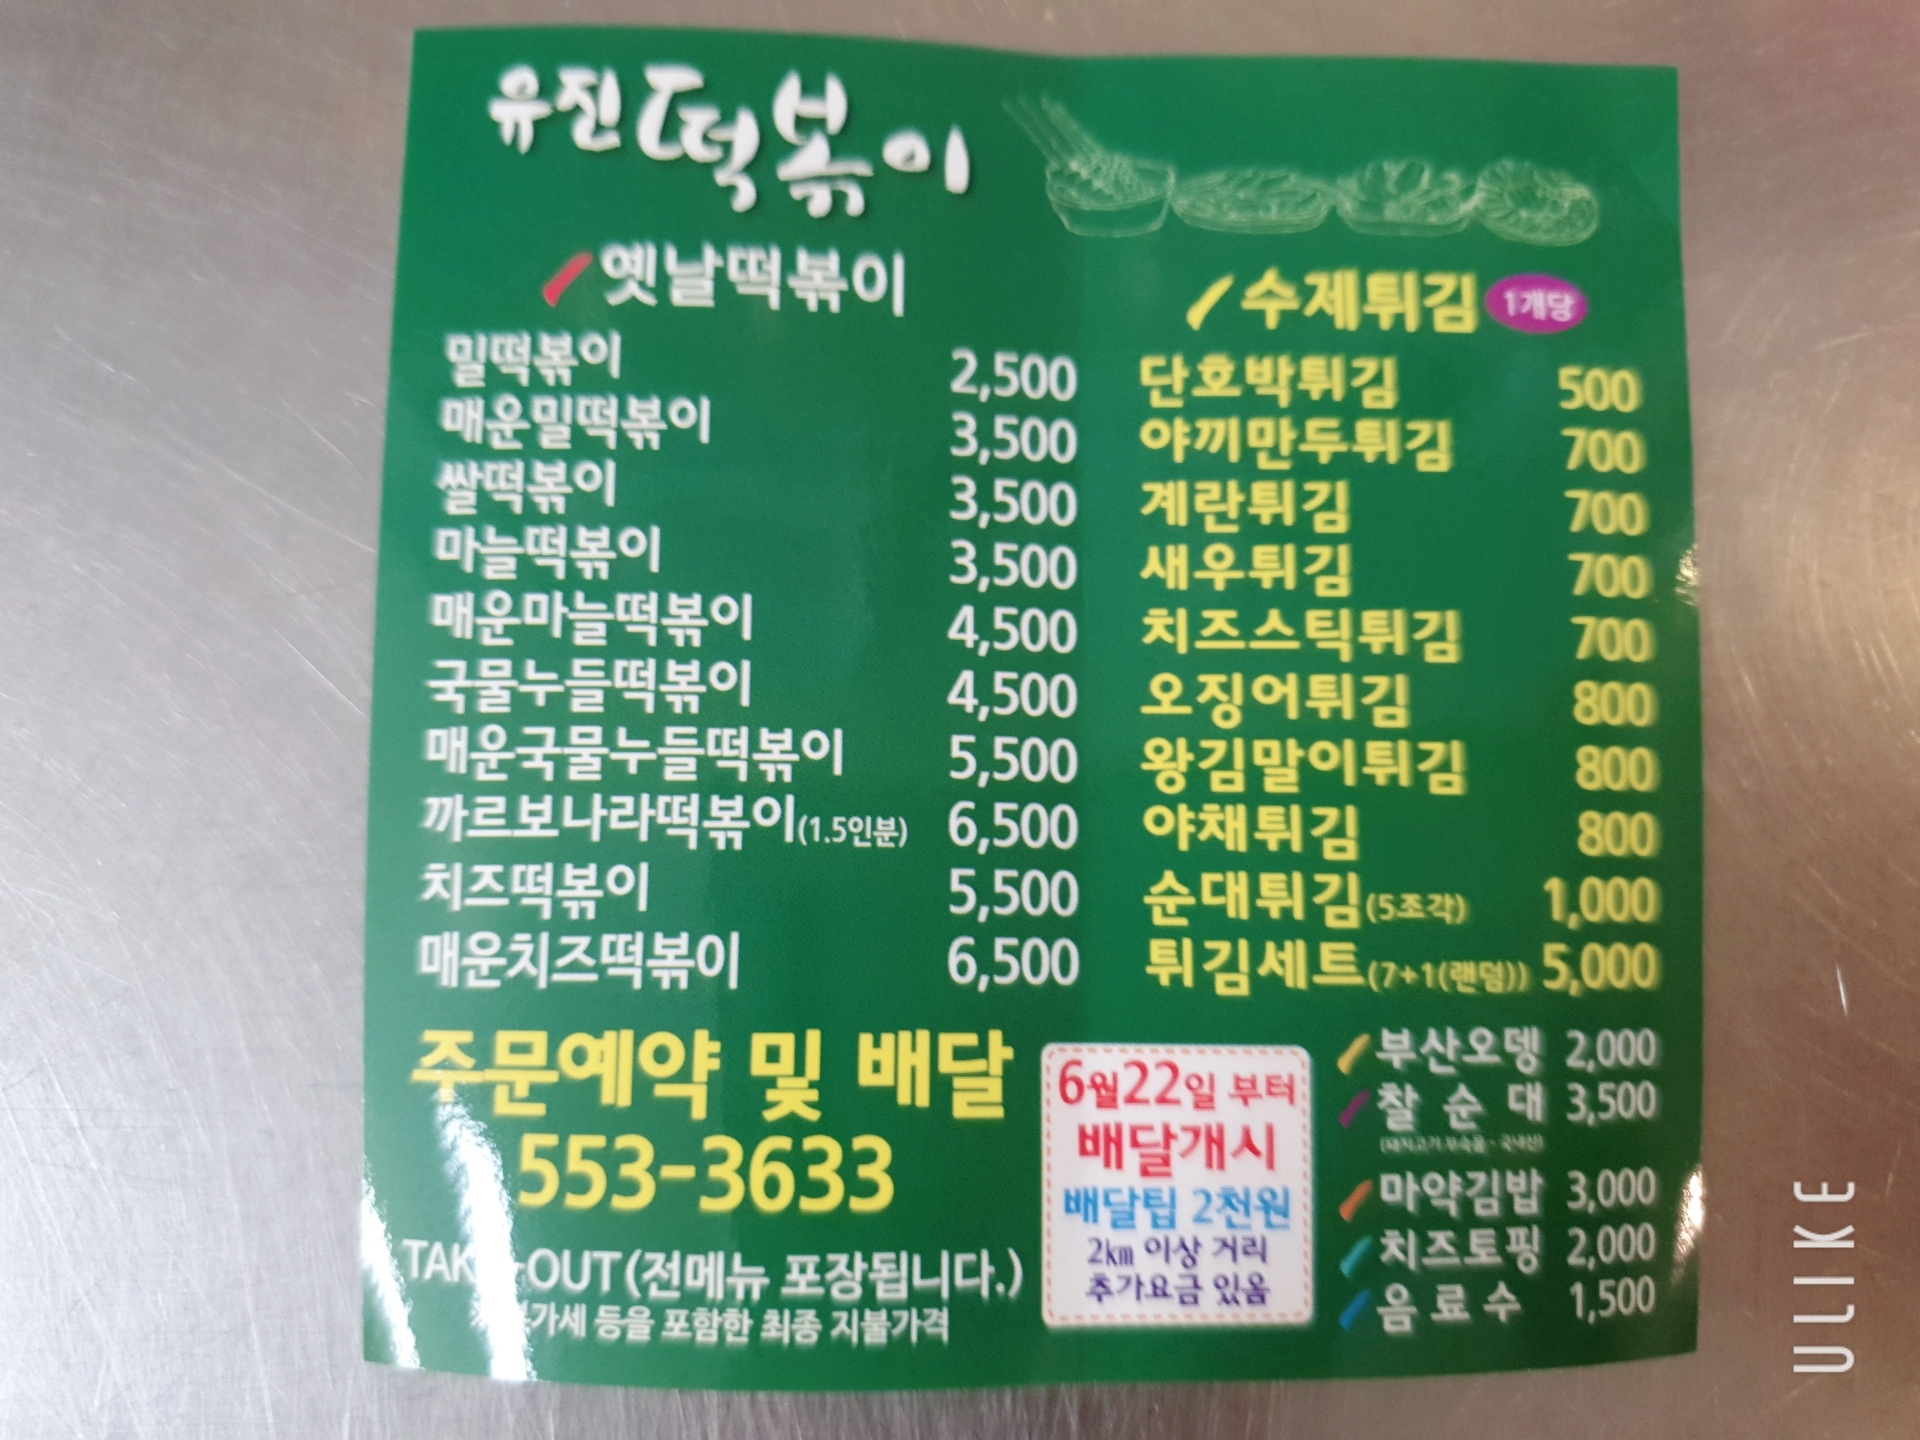 유진떡볶이
옛날떡볶이
밀떡볶이 2,500
매운밀떡볶이 3,500
쌀떡볶이 3,500
마늘떡볶이 3,500
매운마늘떡볶이 4,500
국물누들떡볶이 4,500
매운국물누들떡볶이 5,500
까르보나라떡볶이(1.5인분) 6,500
치즈떡볶이 5,500
매운치즈떡볶이 6,500
수제튀김 1개당
단호박튀김 500
야끼만두튀김 700
계란튀김 700
새우튀김 700
치즈스틱튀김 700
오징어튀김 800
왕김말이튀김 800
야채튀김 800
순대튀김(5조각) 1,000
튀김세트(7+1(랜덤)) 5,000
주문예약 및 배달
553-3633
TAKE-OUT(전메뉴 포장됩니다.)
※부가세 등을 포함한 최종 지불가격
6월22일 부터
배달개시
배달팁 2천원
2㎞ 이상 거리
추가요금 있음
부산오뎅 2,000
찰순대 3,500
(돼지고기 부속물 - 국내산)
마약김밥 3,000
치즈토핑 2,000
음료수 1,500
ULIKE